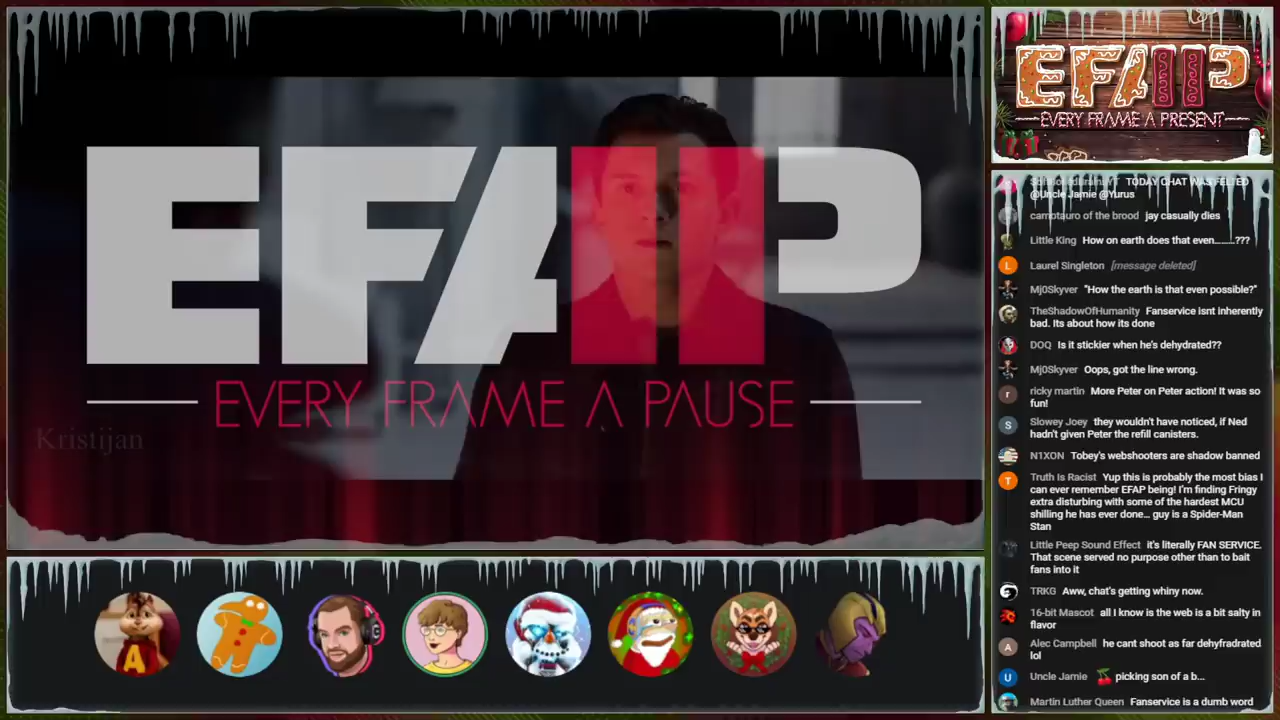 EFAP
EVERY FRAME A PAUSE
Kristijan
EFAP
EVERY FRAME A PRESENT
TODAY CHAT WAS FELTED
@Uncle Jamie @Yurus
carnotauro of the brood jay casually dies
Little King How on earth does that even.........???
L
Laurel Singleton [message deleted]
Mj0Skyver "How the earth is that even possible?"
TheShadowOfHumanity Fanservice isnt inherently
bad. Its about how its done
DOQ Is it stickier when he's dehydrated??
Mj0Skyver Oops, got the line wrong.
r
ricky martin More Peter on Peter action! It was so
fun!
S
Slowey Joey they wouldn't have noticed, if Ned
hadn't given Peter the refill canisters.
N1XON Tobey's webshooters are shadow banned
T
Truth Is Racist Yup this is probably the most bias I
can ever remember EFAP being! I'm finding Fringy
extra disturbing with some of the hardest MCU
shilling he has ever done... guy is a Spider-Man
Stan
Little Peep Sound Effect it's literally FAN SERVICE.
That scene served no purpose other than to bait
fans into it
TRKG Aww, chat's getting whiny now.
16-bit Mascot all I know is the web is a bit salty in
flavor
A
Alec Campbell he cant shoot as far dehyfradrated
lol
U
Uncle Jamie 🍒 picking son of a b...
Martin Luther Queen Fanservice is a dumb word
A